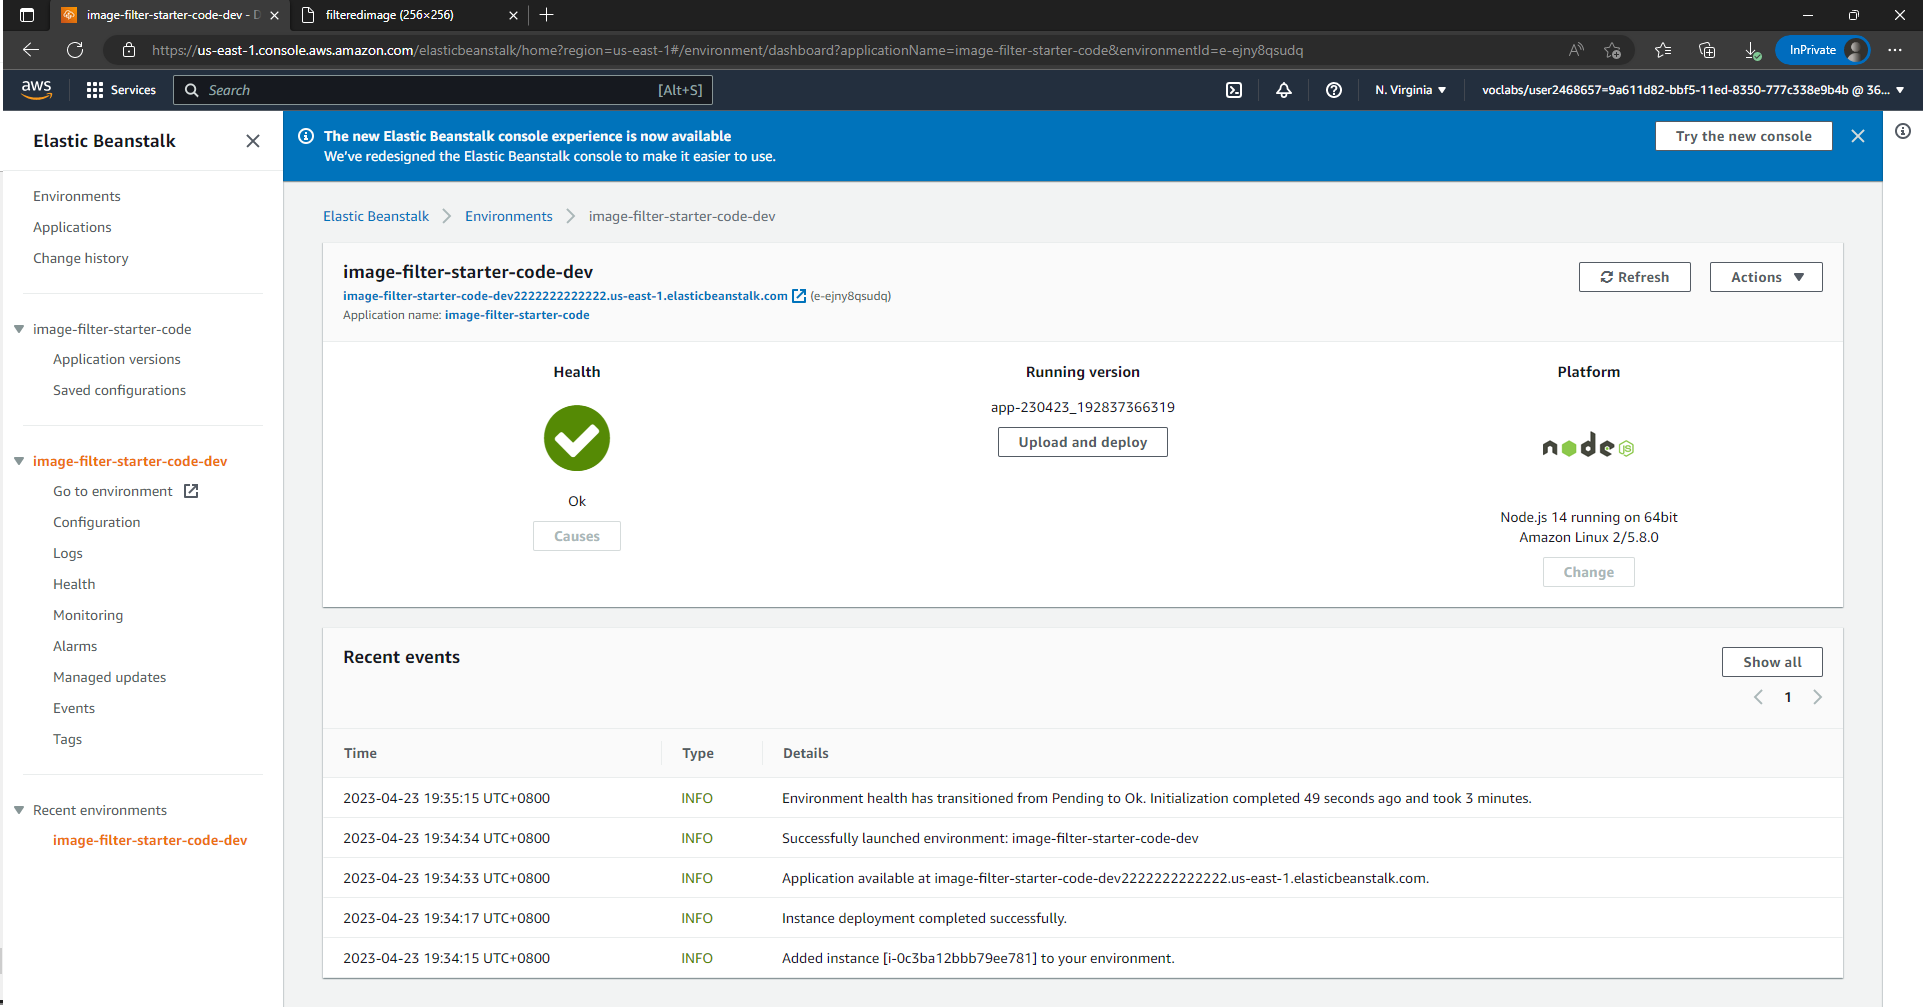 image-filter-starter-code-dev - D
filteredimage (256×256)
https://us-east-1.console.aws.amazon.com/elasticbeanstalk/home?region=us-east-1#/environment/dashboard?applicationName=image-filter-starter-code&environmentId=e-ejny8qsudq
InPrivate
aws
Services
Search
[Alt+S]
N. Virginia
voclabs/user2468657=9a611d82-bbf5-11ed-8350-777c338e9b4b @ 36...
Elastic Beanstalk
Environments
Applications
Change history
image-filter-starter-code
Application versions
Saved configurations
image-filter-starter-code-dev
Go to environment
Configuration
Logs
Health
Monitoring
Alarms
Managed updates
Events
Tags
Recent environments
image-filter-starter-code-dev
The new Elastic Beanstalk console experience is now available
We've redesigned the Elastic Beanstalk console to make it easier to use.
Try the new console
Elastic Beanstalk > Environments > image-filter-starter-code-dev
image-filter-starter-code-dev
image-filter-starter-code-dev2222222222222.us-east-1.elasticbeanstalk.com (e-ejny8qsudq)
Application name: image-filter-starter-code
Refresh
Actions
Health
Ok
Causes
Running version
app-230423_192837366319
Upload and deploy
Platform
node JS
Node.js 14 running on 64bit
Amazon Linux 2/5.8.0
Change
Recent events
Show all
1
Time Type Details
2023-04-23 19:35:15 UTC+0800 INFO Environment health has transitioned from Pending to Ok. Initialization completed 49 seconds ago and took 3 minutes.
2023-04-23 19:34:34 UTC+0800 INFO Successfully launched environment: image-filter-starter-code-dev
2023-04-23 19:34:33 UTC+0800 INFO Application available at image-filter-starter-code-dev2222222222222.us-east-1.elasticbeanstalk.com.
2023-04-23 19:34:17 UTC+0800 INFO Instance deployment completed successfully.
2023-04-23 19:34:15 UTC+0800 INFO Added instance [i-0c3ba12bbb79ee781] to your environment.